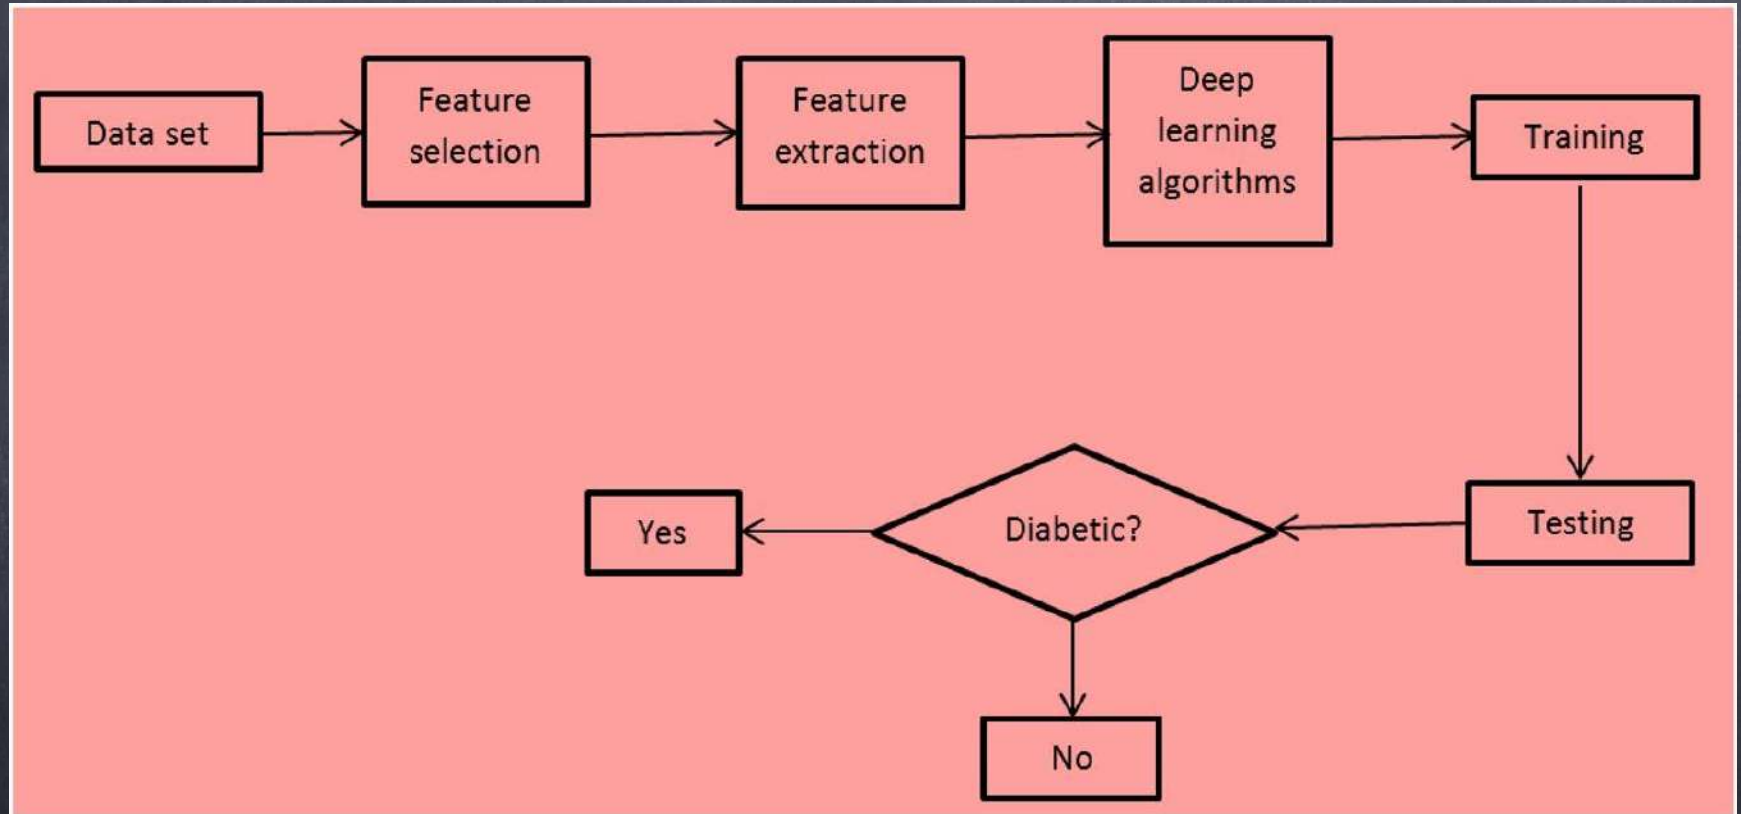 Data set
Feature
selection
Feature
extraction
Deep
learning
algorithms
Training
Testing
Diabetic?
Yes
No